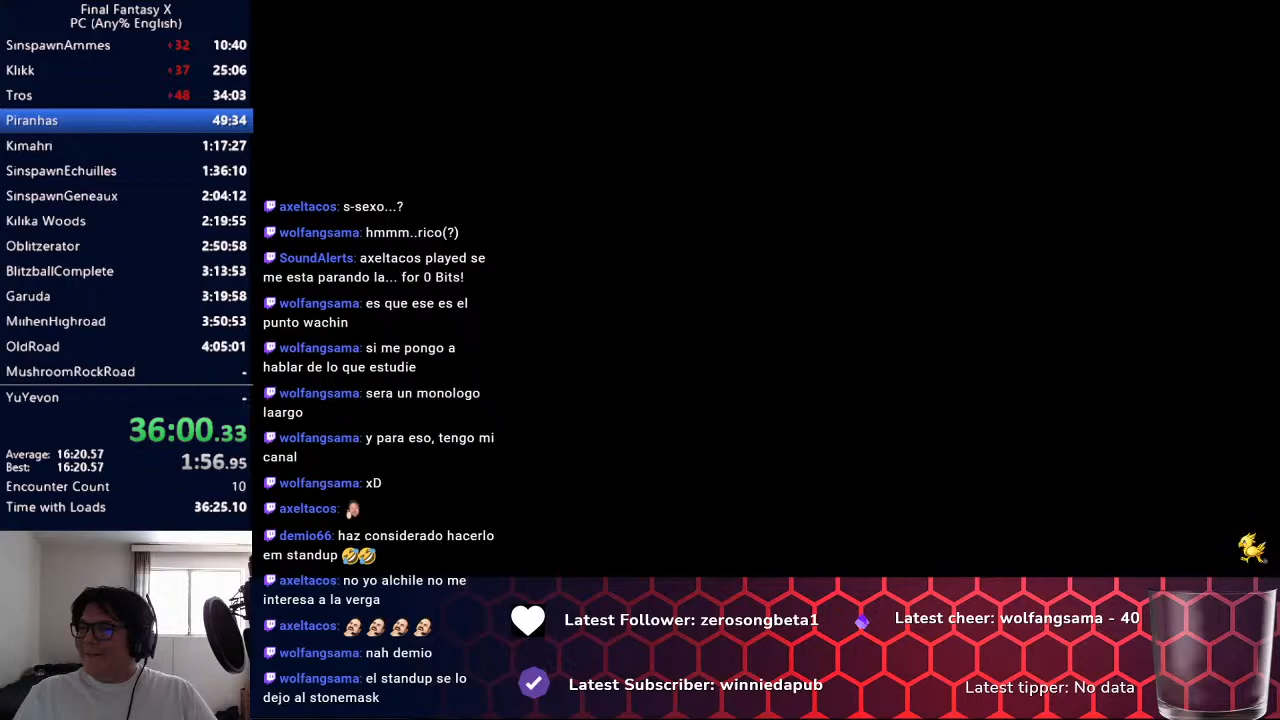 Final Fantasy X
PC (Any% English)
SinspawnAmmes +32 10:40
Klikk +37 25:06
Tros +48 34:03
Piranhas 49:34
Kimahri 1:17:27
SinspawnEchuilles 1:36:10
SinspawnGeneaux 2:04:12
Kilika Woods 2:19:55
Oblitzerator 2:50:58
BlitzballComplete 3:13:53
Garuda 3:19:58
MiihenHighroad 3:50:53
OldRoad 4:05:01
MushroomRockRoad -
YuYevon -
36:00.33
Average: 16:20.57
Best: 16:20.57
1:56.95
Encounter Count 10
Time with Loads 36:25.10
axeltacos: s-sexo...?
wolfangsama: hmmm..rico(?)
SoundAlerts: axeltacos played se
me esta parando la... for 0 Bits!
wolfangsama: es que ese es el
punto wachin
wolfangsama: si me pongo a
hablar de lo que estudie
wolfangsama: sera un monologo
laargo
wolfangsama: y para eso, tengo mi
canal
wolfangsama: xD
axeltacos:
demio66: haz considerado hacerlo
em standup 🤣🤣
axeltacos: no yo alchile no me
interesa a la verga
axeltacos:
wolfangsama: nah demio
wolfangsama: el standup se lo
dejo al stonemask
Latest Follower: zerosongbeta1
Latest cheer: wolfangsama - 40
Latest Subscriber: winniedapub
Latest tipper: No data